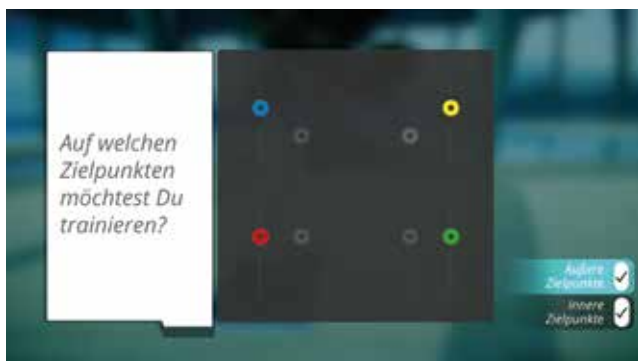 Auf welchen
Zielpunkten
möchtest Du
trainieren?
Äußere
Zielpunkte
Innere
Zielpunkte